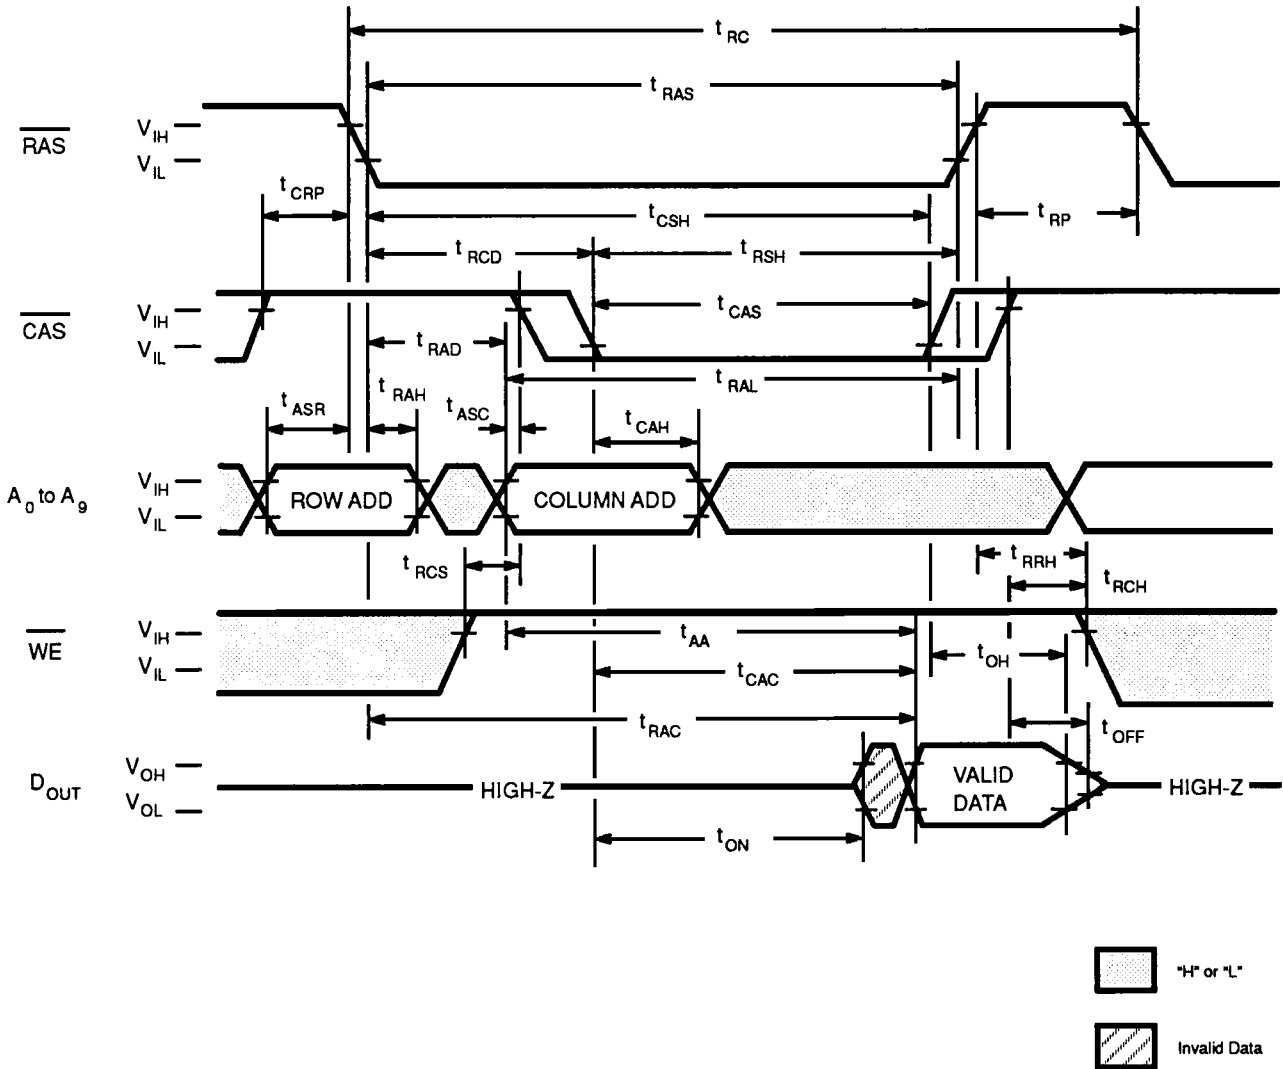 t RC
t RAS
RAS
V IH
V IL
t CRP
t CSH
t RP
t RCD
t RSH
CAS
V IH
V IL
t CAS
t RAD
t RAL
t ASR
t RAH
t ASC
t CAH
A 0 to A 9
V IH
V IL
ROW ADD
COLUMN ADD
t RCS
t RRH
t RCH
WE
V IH
V IL
t AA
t OH
t CAC
t RAC
t OFF
D OUT
V OH
V OL
HIGH-Z
VALID
DATA
HIGH-Z
t ON
"H" or "L"
Invalid Data